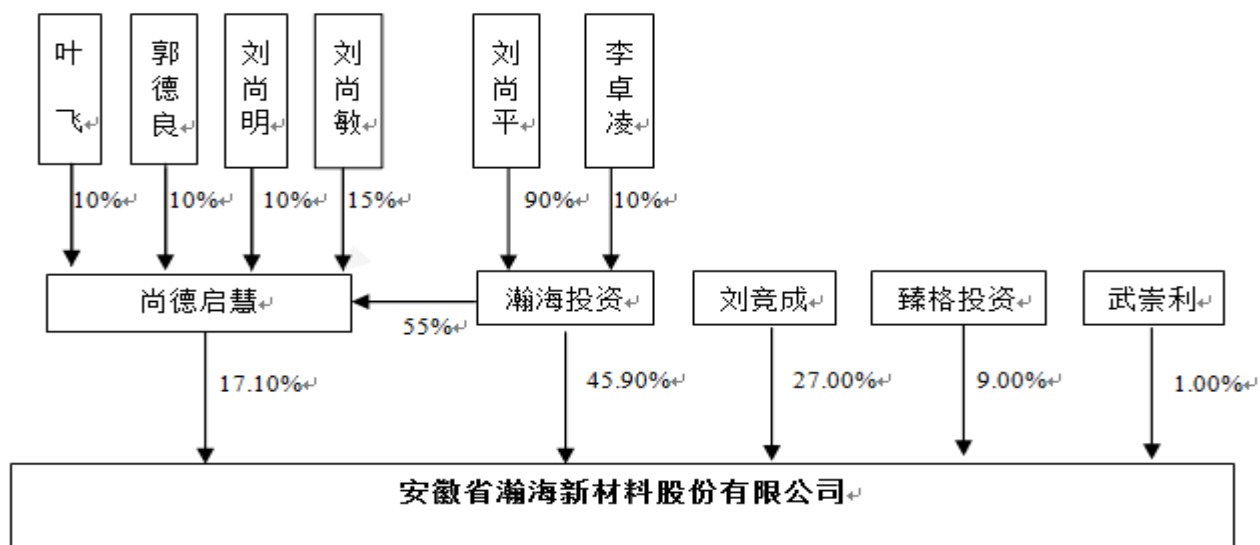 叶飞
郭德良
刘尚明
刘尚敏
刘尚平
李卓凌
10%
10%
10%
15%
90%
10%
尚德启慧
瀚海投资
刘竞成
臻格投资
武崇利
55%
17.10%
45.90%
27.00%
9.00%
1.00%
安徽省瀚海新材料股份有限公司